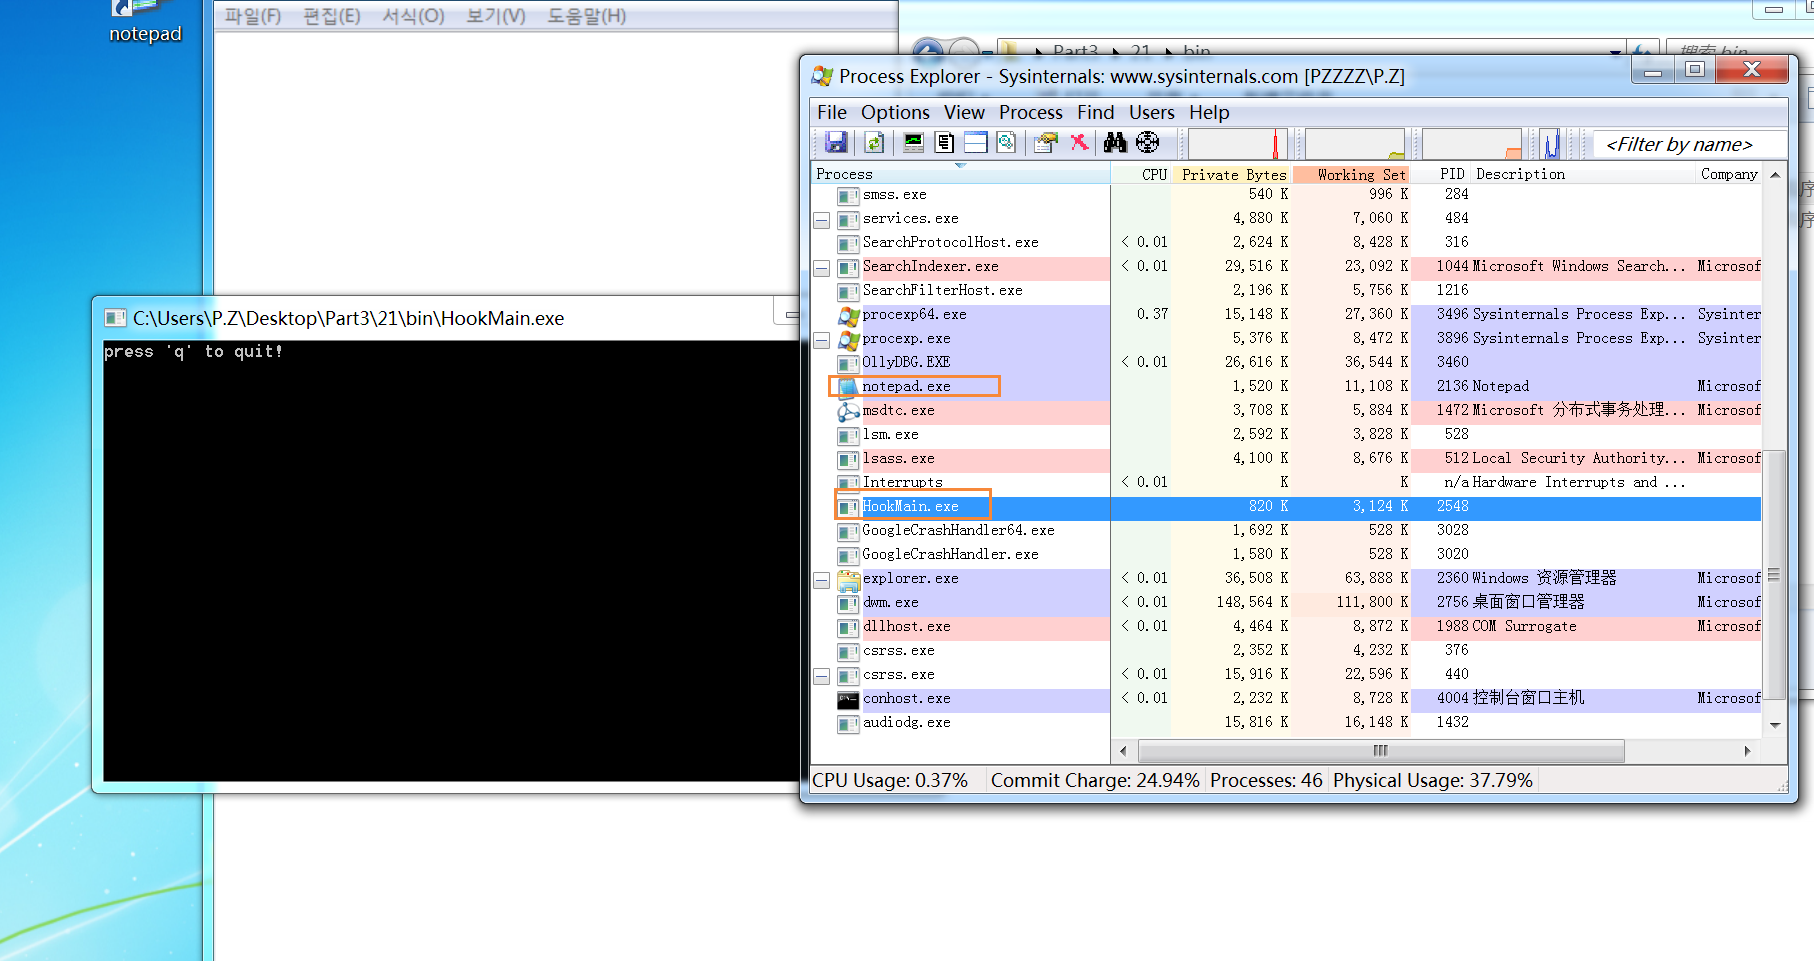 notepad
파일(F) 편집(E) 서식(O) 보기(V) 도움말(H)
Part3 21 bin
搜索 bin
C:\Users\P.Z\Desktop\Part3\21\bin\HookMain.exe
press 'q' to quit!
Process Explorer - Sysinternals: www.sysinternals.com [PZZZZ\P.Z]
File Options View Process Find Users Help
<Filter by name>
Process CPU Private Bytes Working Set PID Description Company
smss.exe 540 K 996 K 284
services.exe 4,880 K 7,060 K 484
SearchProtocolHost.exe < 0.01 2,624 K 8,428 K 316
SearchIndexer.exe < 0.01 29,516 K 23,092 K 1044 Microsoft Windows Search... Microsof
SearchFilterHost.exe 2,196 K 5,756 K 1216
procexp64.exe 0.37 15,148 K 27,360 K 3496 Sysinternals Process Exp... Sysinter
procexp.exe 5,376 K 8,472 K 3896 Sysinternals Process Exp... Sysinter
OllyDBG.EXE < 0.01 26,616 K 36,544 K 3460
notepad.exe 1,520 K 11,108 K 2136 Notepad Microsof
msdtc.exe 3,708 K 5,884 K 1472 Microsoft 分布式事务处理... Microsof
lsm.exe 2,592 K 3,828 K 528
lsass.exe 4,100 K 8,676 K 512 Local Security Authority... Microsof
Interrupts < 0.01 K K n/a Hardware Interrupts and ...
HookMain.exe 820 K 3,124 K 2548
GoogleCrashHandler64.exe 1,692 K 528 K 3028
GoogleCrashHandler.exe 1,580 K 528 K 3020
explorer.exe < 0.01 36,508 K 63,888 K 2360 Windows 资源管理器 Microsof
dwm.exe < 0.01 148,564 K 111,800 K 2756 桌面窗口管理器 Microsof
dllhost.exe < 0.01 4,464 K 8,872 K 1988 COM Surrogate Microsof
csrss.exe 2,352 K 4,232 K 376
csrss.exe < 0.01 15,916 K 22,596 K 440
conhost.exe < 0.01 2,232 K 8,728 K 4004 控制台窗口主机 Microsof
audiodg.exe 15,816 K 16,148 K 1432
CPU Usage: 0.37% Commit Charge: 24.94% Processes: 46 Physical Usage: 37.79%
序
序